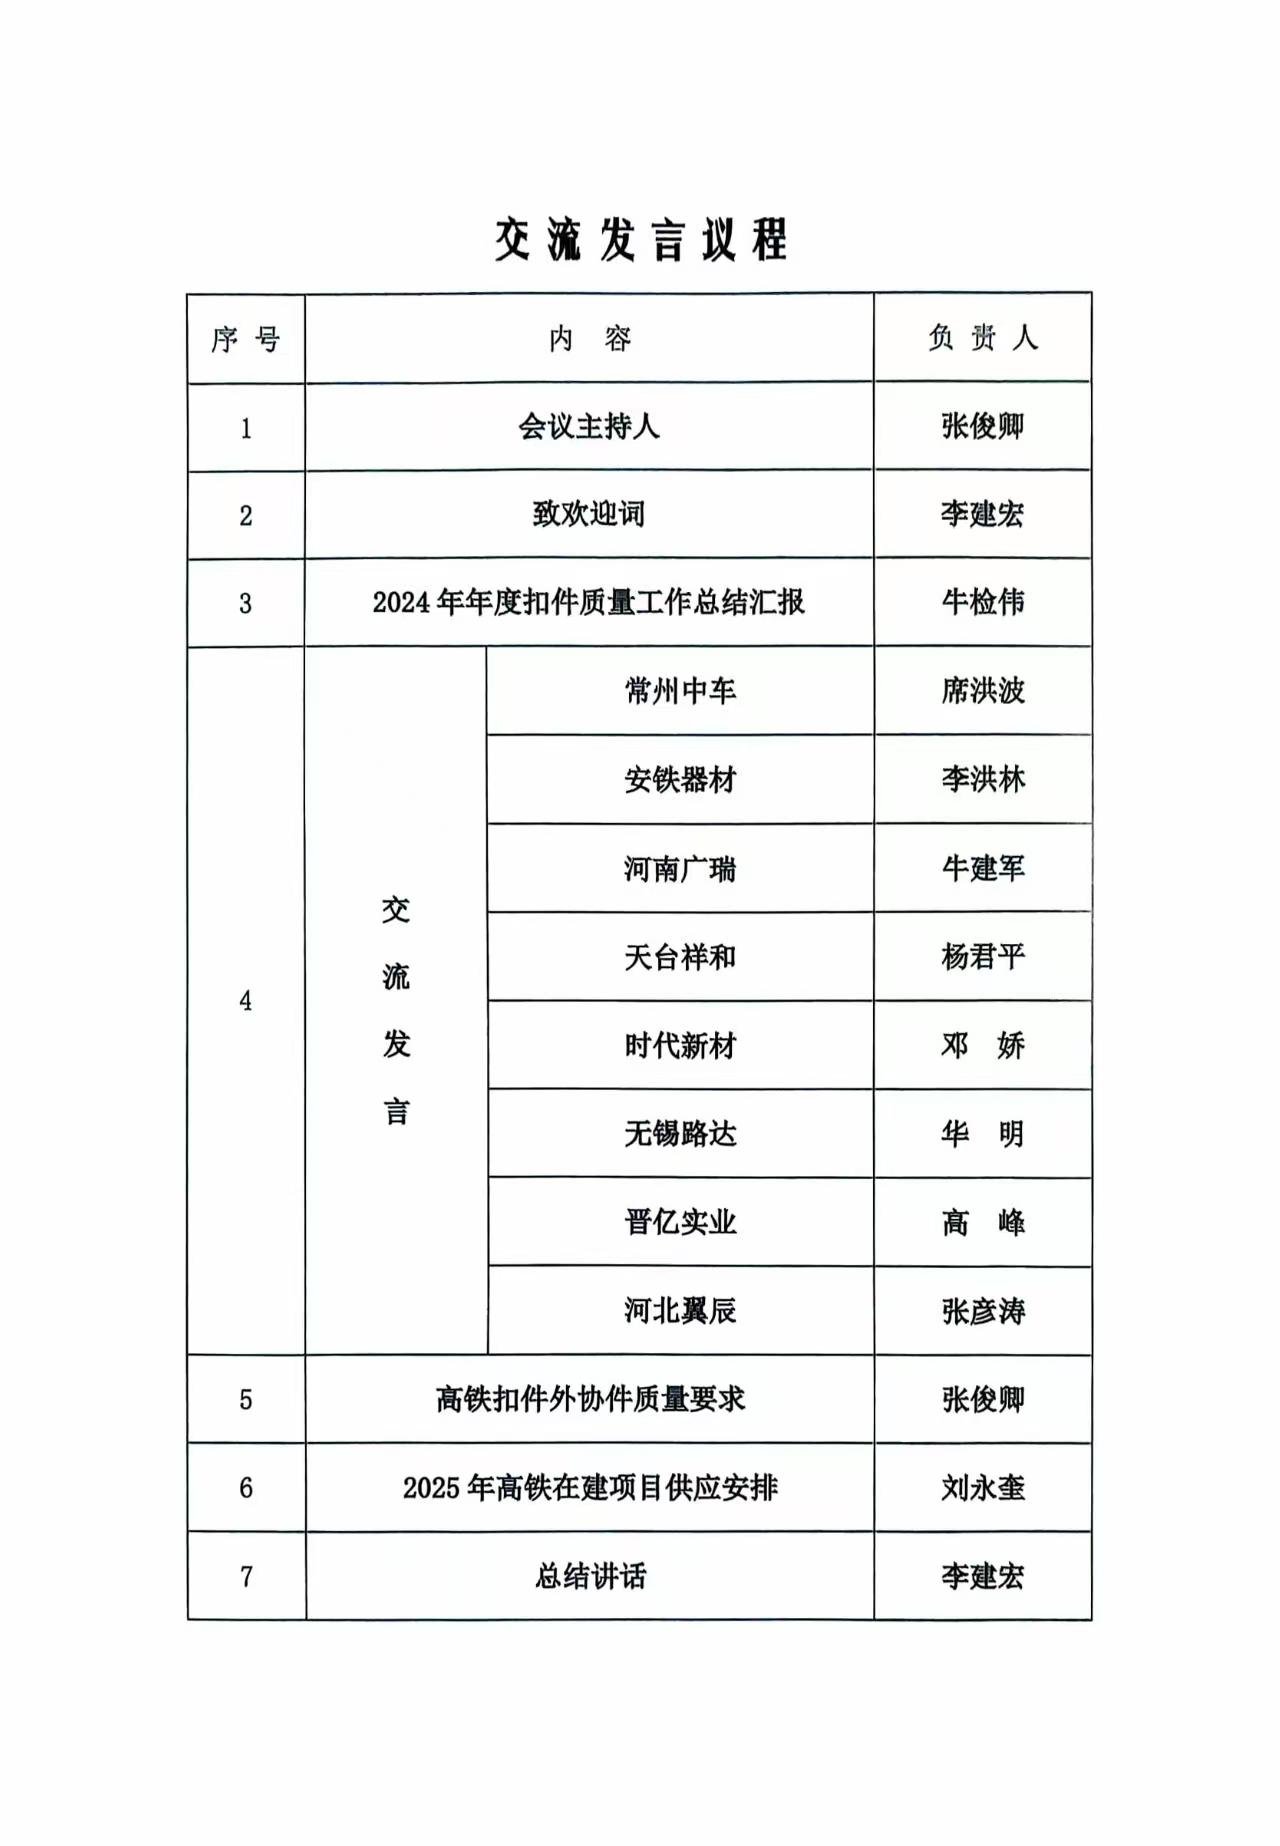 交流发言议程
序号 内容 负责人
1 会议主持人 张俊卿
2 致欢迎词 李建宏
3 2024年年度扣件质量工作总结汇报 牛检伟
4 交流发言
常州中车 席洪波
安铁器材 李洪林
河南广瑞 牛建军
天台祥和 杨君平
时代新材 邓娇
无锡路达 华明
晋亿实业 高峰
河北翼辰 张彦涛
5 高铁扣件外协件质量要求 张俊卿
6 2025年高铁在建项目供应安排 刘永奎
7 总结讲话 李建宏